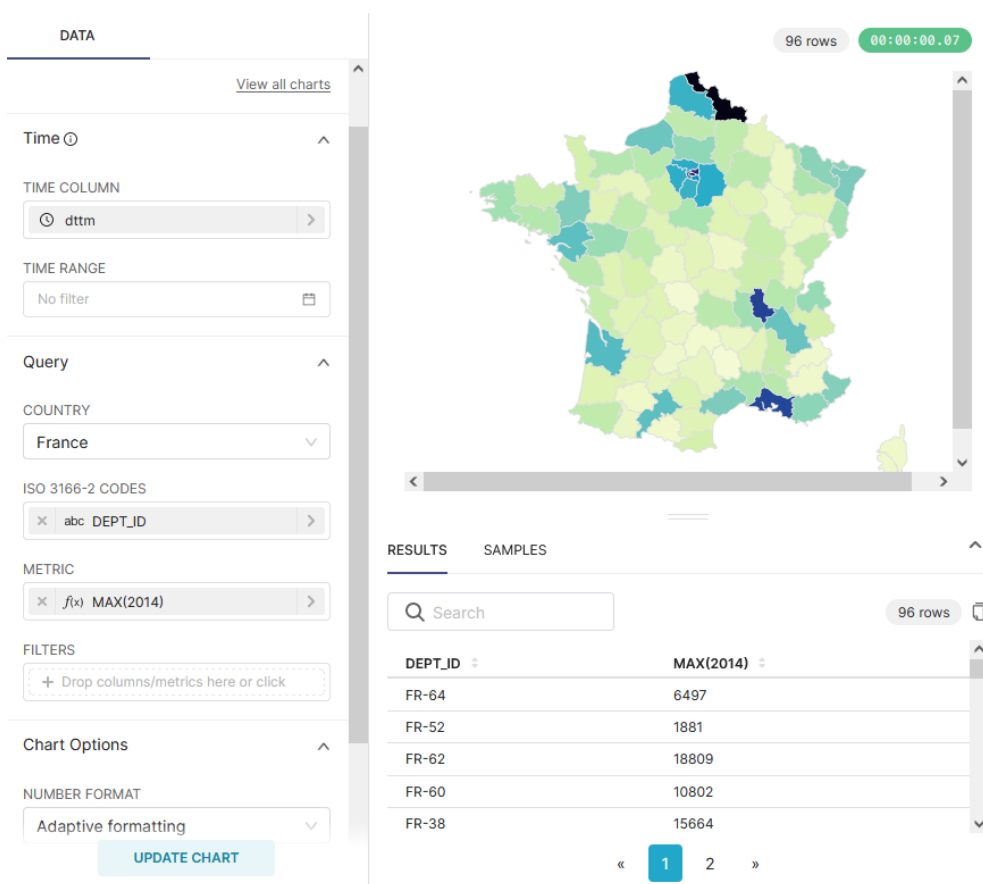 DATA
View all charts
Time
TIME COLUMN
dttm
TIME RANGE
No filter
Query
COUNTRY
France
ISO 3166-2 CODES
abc DEPT_ID
METRIC
f(x) MAX(2014)
FILTERS
+ Drop columns/metrics here or click
Chart Options
NUMBER FORMAT
Adaptive formatting
UPDATE CHART
96 rows 00:00:00.07
RESULTS SAMPLES
Search
96 rows
DEPT_ID MAX(2014)
FR-64 6497
FR-52 1881
FR-62 18809
FR-60 10802
FR-38 15664
« 1 2 »